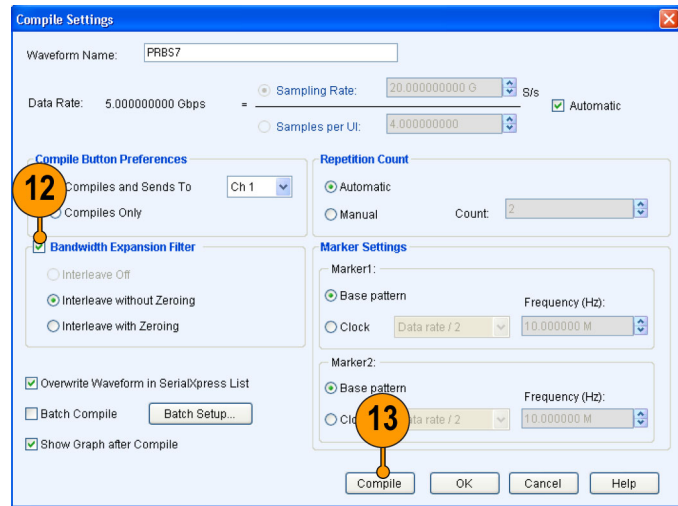 Compile Settings
Waveform Name: PRBS7
Data Rate: 5.000000000 Gbps = Sampling Rate: 20.000000000 G S/s
Samples per UI: 4.000000000
Automatic
Compile Button Preferences
12
Compiles and Sends To Ch 1
Compiles Only
Repetition Count
Automatic
Manual Count: 2
Bandwidth Expansion Filter
Interleave Off
Interleave without Zeroing
Interleave with Zeroing
Marker Settings
Marker1:
Base pattern
Frequency (Hz):
Clock Data rate / 2 10.000000 M
Marker2:
Base pattern
Frequency (Hz):
ata rate / 2 10.000000 M
Overwrite Waveform in SerialXpress List
Batch Compile Batch Setup...
Show Graph after Compile
13
Compile OK Cancel Help